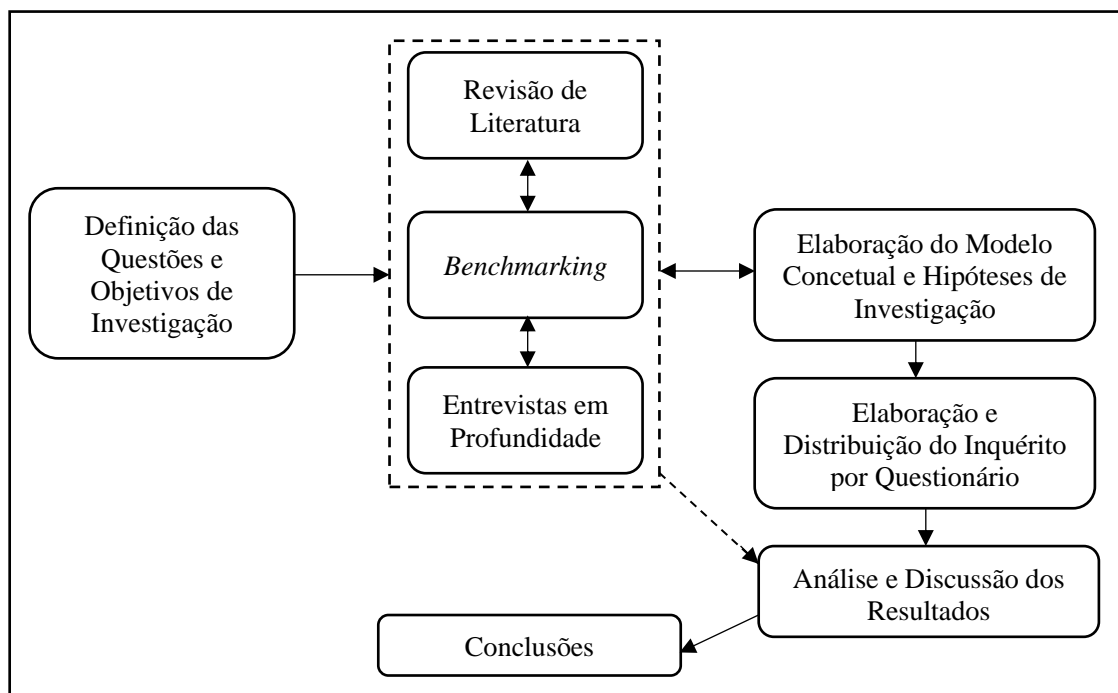 Definição das
Questões e
Objetivos de
Investigação
Revisão de
Literatura
Benchmarking
Entrevistas em
Profundidade
Elaboração do Modelo
Concetual e Hipóteses de
Investigação
Elaboração e
Distribuição do Inquérito
por Questionário
Análise e Discussão dos
Resultados
Conclusões